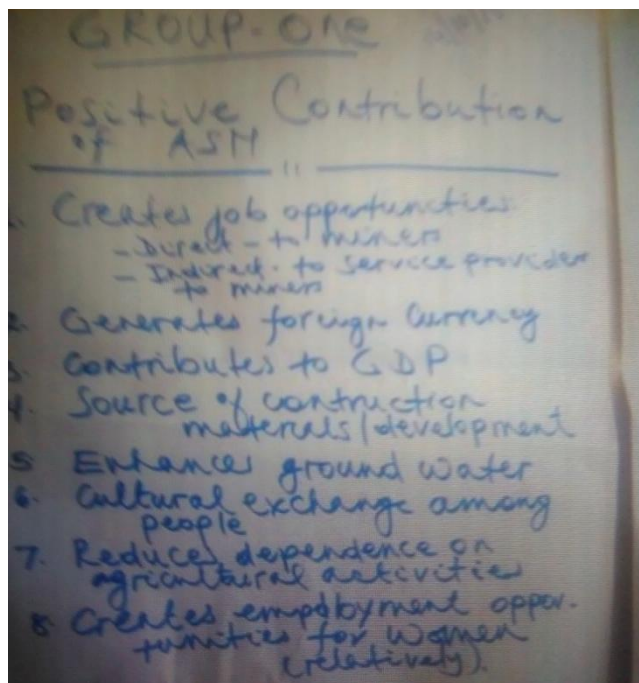 GROUP-One
Positive Contribution
of ASM
1. Creates job opportunities
- Direct - to miners
- Indirect - to service provider
to miners
2. Generates foreign Currency
3. Contributes to GDP
4. Source of contruction
materials/development
5 Enhances ground water
6. Cultural exchange among
people
7. Reduces dependence on
agricultural activities
8 Creates employment oppor-
tunities for women
(relatively).